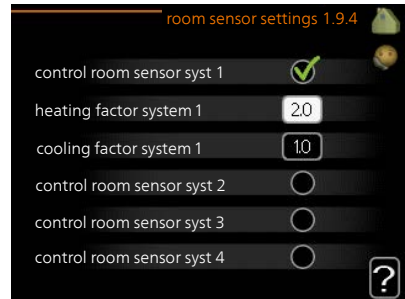 room sensor settings 1.9.4
control room sensor syst 1
heating factor system 1 2.0
cooling factor system 1 1.0
control room sensor syst 2
control room sensor syst 3
control room sensor syst 4
?